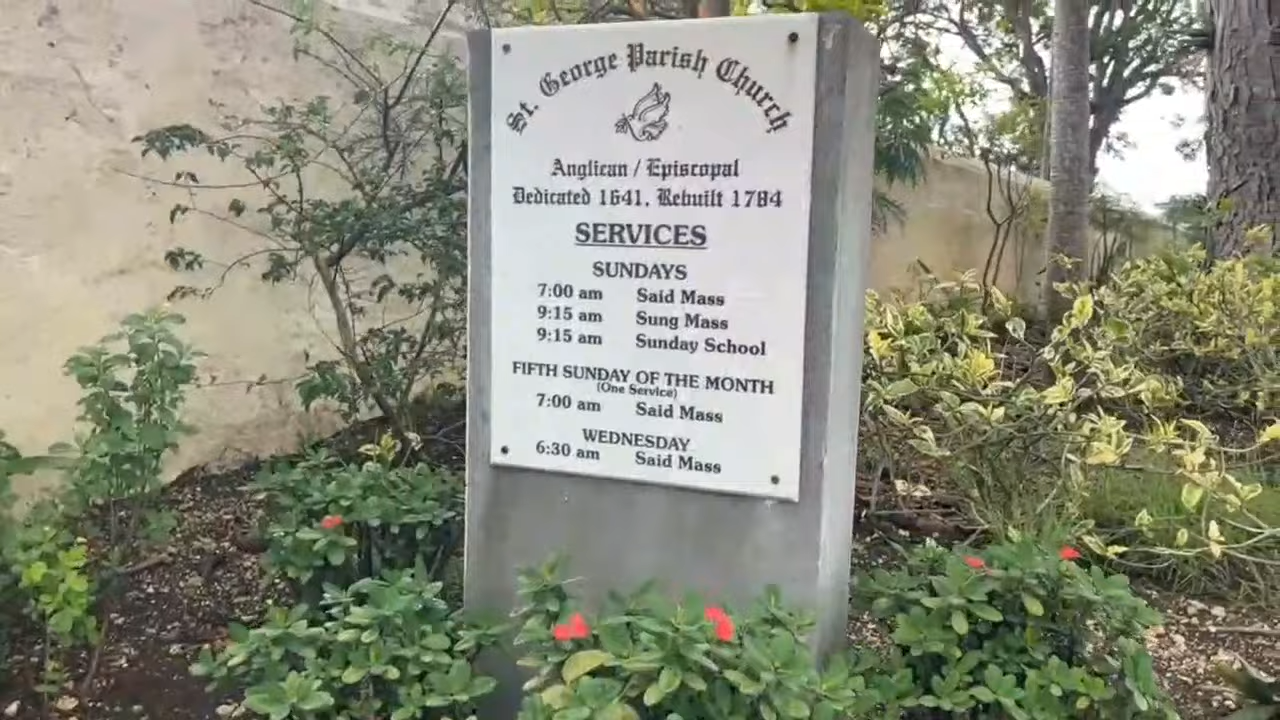 St. George Parish Church
Anglican / Episcopal
Dedicated 1641, Rebuilt 1784
SERVICES
SUNDAYS
7:00 am Said Mass
9:15 am Sung Mass
9:15 am Sunday School
FIFTH SUNDAY OF THE MONTH
(One Service)
7:00 am Said Mass
WEDNESDAY
6:30 am Said Mass